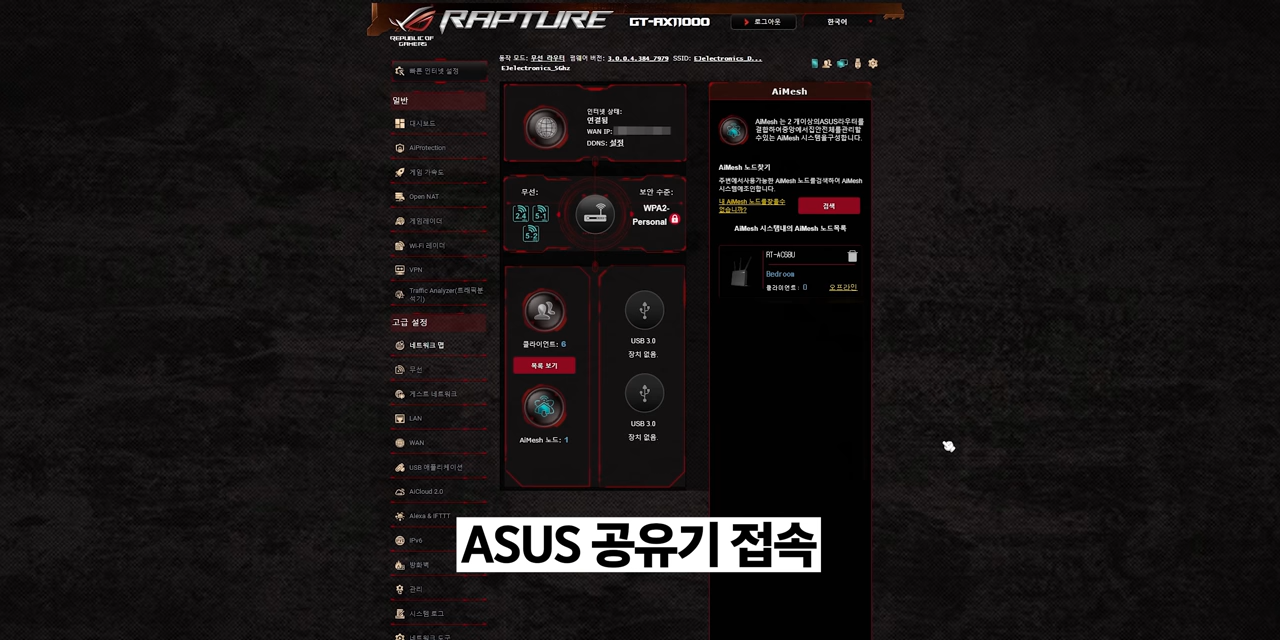 REPUBLIC OF
GAMERS
RAPTURE
GT-AX11000
로그아웃
한국어
동작 모드: 무선 라우터 펌웨어 버전: 3.0.0.4.384_7979 SSID: E)electronics_D...
E)electronics_5Ghz
빠른 인터넷 설정
일반
대시보드
AiProtection
게임 가속도
Open NAT
게임레이더
Wi-Fi 레이더
VPN
Traffic Analyzer(트래픽분
석기)
고급 설정
네트워크 맵
무선
게스트 네트워크
LAN
WAN
USB 애플리케이션
AiCloud 2.0
Alexa & IFTTT
IPv6
방화벽
관리
시스템 로그
네트워크 도구
인터넷 상태:
연결됨
WAN IP:
DDNS: 설정
무선:
2.4
5-1
5-2
보안 수준:
WPA2-
Personal
클라이언트: 6
목록 보기
AiMesh 노드: 1
USB 3.0
장치 없음.
USB 3.0
장치 없음.
AiMesh
AiMesh 는 2 개이상의ASUS라우터를
결합하여중앙에서집안전체를관리할
수있는 AiMesh 시스템을구성합니다.
AiMesh 노드찾기
주변에서사용가능한 AiMesh 노드를검색하여 AiMesh
시스템에조인합니다.
내 AiMesh 노드를찾을수
없습니까?
검색
AiMesh 시스템내의 AiMesh 노드목록
RT-AC68U
Bedroom
클라이언트: 0
오프라인
ASUS 공유기 접속